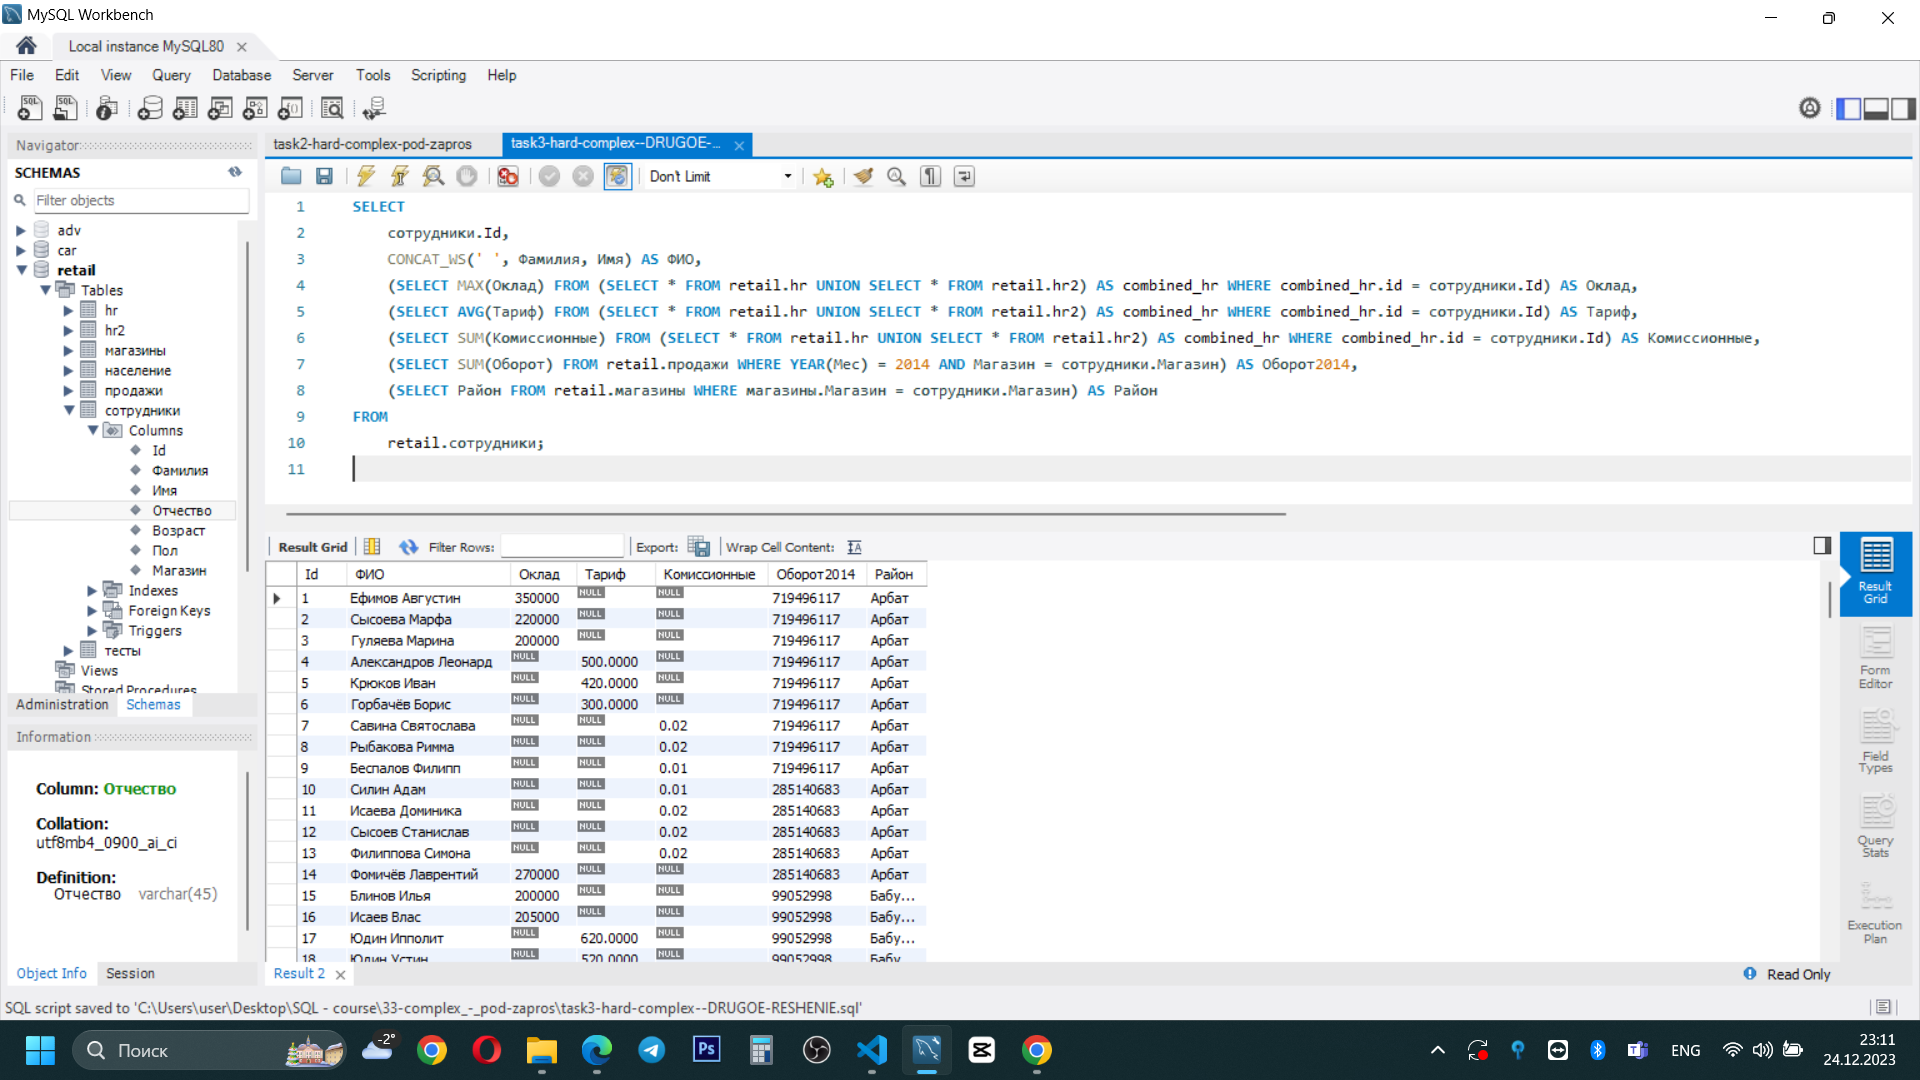 MySQL Workbench
Local instance MySQL80
File Edit View Query Database Server Tools Scripting Help
Navigator
SCHEMAS
Filter objects
adv
car
retail
Tables
hr
hr2
магазины
население
продажи
сотрудники
Columns
Id
Фамилия
Имя
Отчество
Возраст
Пол
Магазин
Indexes
Foreign Keys
Triggers
тесты
Views
Stored Procedures
Administration Schemas
Information
Column: Отчество
Collation:
utf8mb4_0900_ai_ci
Definition:
Отчество varchar(45)
Object Info Session
task2-hard-complex-pod-zapros task3-hard-complex--DRUGOE-...
Don't Limit
1 SELECT
2 сотрудники.Id,
3 CONCAT_WS(' ', Фамилия, Имя) AS ФИО,
4 (SELECT MAX(Оклад) FROM (SELECT * FROM retail.hr UNION SELECT * FROM retail.hr2) AS combined_hr WHERE combined_hr.id = сотрудники.Id) AS Оклад,
5 (SELECT AVG(Тариф) FROM (SELECT * FROM retail.hr UNION SELECT * FROM retail.hr2) AS combined_hr WHERE combined_hr.id = сотрудники.Id) AS Тариф,
6 (SELECT SUM(Комиссионные) FROM (SELECT * FROM retail.hr UNION SELECT * FROM retail.hr2) AS combined_hr WHERE combined_hr.id = сотрудники.Id) AS Комиссионные,
7 (SELECT SUM(Оборот) FROM retail.продажи WHERE YEAR(Мес) = 2014 AND Магазин = сотрудники.Магазин) AS Оборот2014,
8 (SELECT Район FROM retail.магазины WHERE магазины.Магазин = сотрудники.Магазин) AS Район
9 FROM
10 retail.сотрудники;
11
Result Grid Filter Rows: Export: Wrap Cell Content:
Id ФИО Оклад Тариф Комиссионные Оборот2014 Район
1 Ефимов Августин 350000 NULL NULL 719496117 Арбат
2 Сысоева Марфа 220000 NULL NULL 719496117 Арбат
3 Гуляева Марина 200000 NULL NULL 719496117 Арбат
4 Александров Леонард NULL 500.0000 NULL 719496117 Арбат
5 Крюков Иван NULL 420.0000 NULL 719496117 Арбат
6 Горбачёв Борис NULL 300.0000 NULL 719496117 Арбат
7 Савина Святослава NULL NULL 0.02 719496117 Арбат
8 Рыбакова Римма NULL NULL 0.02 719496117 Арбат
9 Беспалов Филипп NULL NULL 0.01 719496117 Арбат
10 Силин Адам NULL NULL 0.01 285140683 Арбат
11 Исаева Доминика NULL NULL 0.02 285140683 Арбат
12 Сысоев Станислав NULL NULL 0.02 285140683 Арбат
13 Филиппова Симона NULL NULL 0.02 285140683 Арбат
14 Фомичёв Лаврентий 270000 NULL NULL 285140683 Арбат
15 Блинов Илья 200000 NULL NULL 99052998 Бабу...
16 Исаев Влас 205000 NULL NULL 99052998 Бабу...
17 Юдин Ипполит NULL 620.0000 NULL 99052998 Бабу...
18 Юдин Устин NULL 520.0000 NULL 99052998 Бабу
Result Grid
Form Editor
Field Types
Query Stats
Execution Plan
Result 2
Read Only
SQL script saved to 'C:\Users\user\Desktop\SQL - course\33-complex_-_pod-zapros\task3-hard-complex--DRUGOE-RESHENIE.sql'
Поиск
-2°
Ps
ENG
23:11
24.12.2023